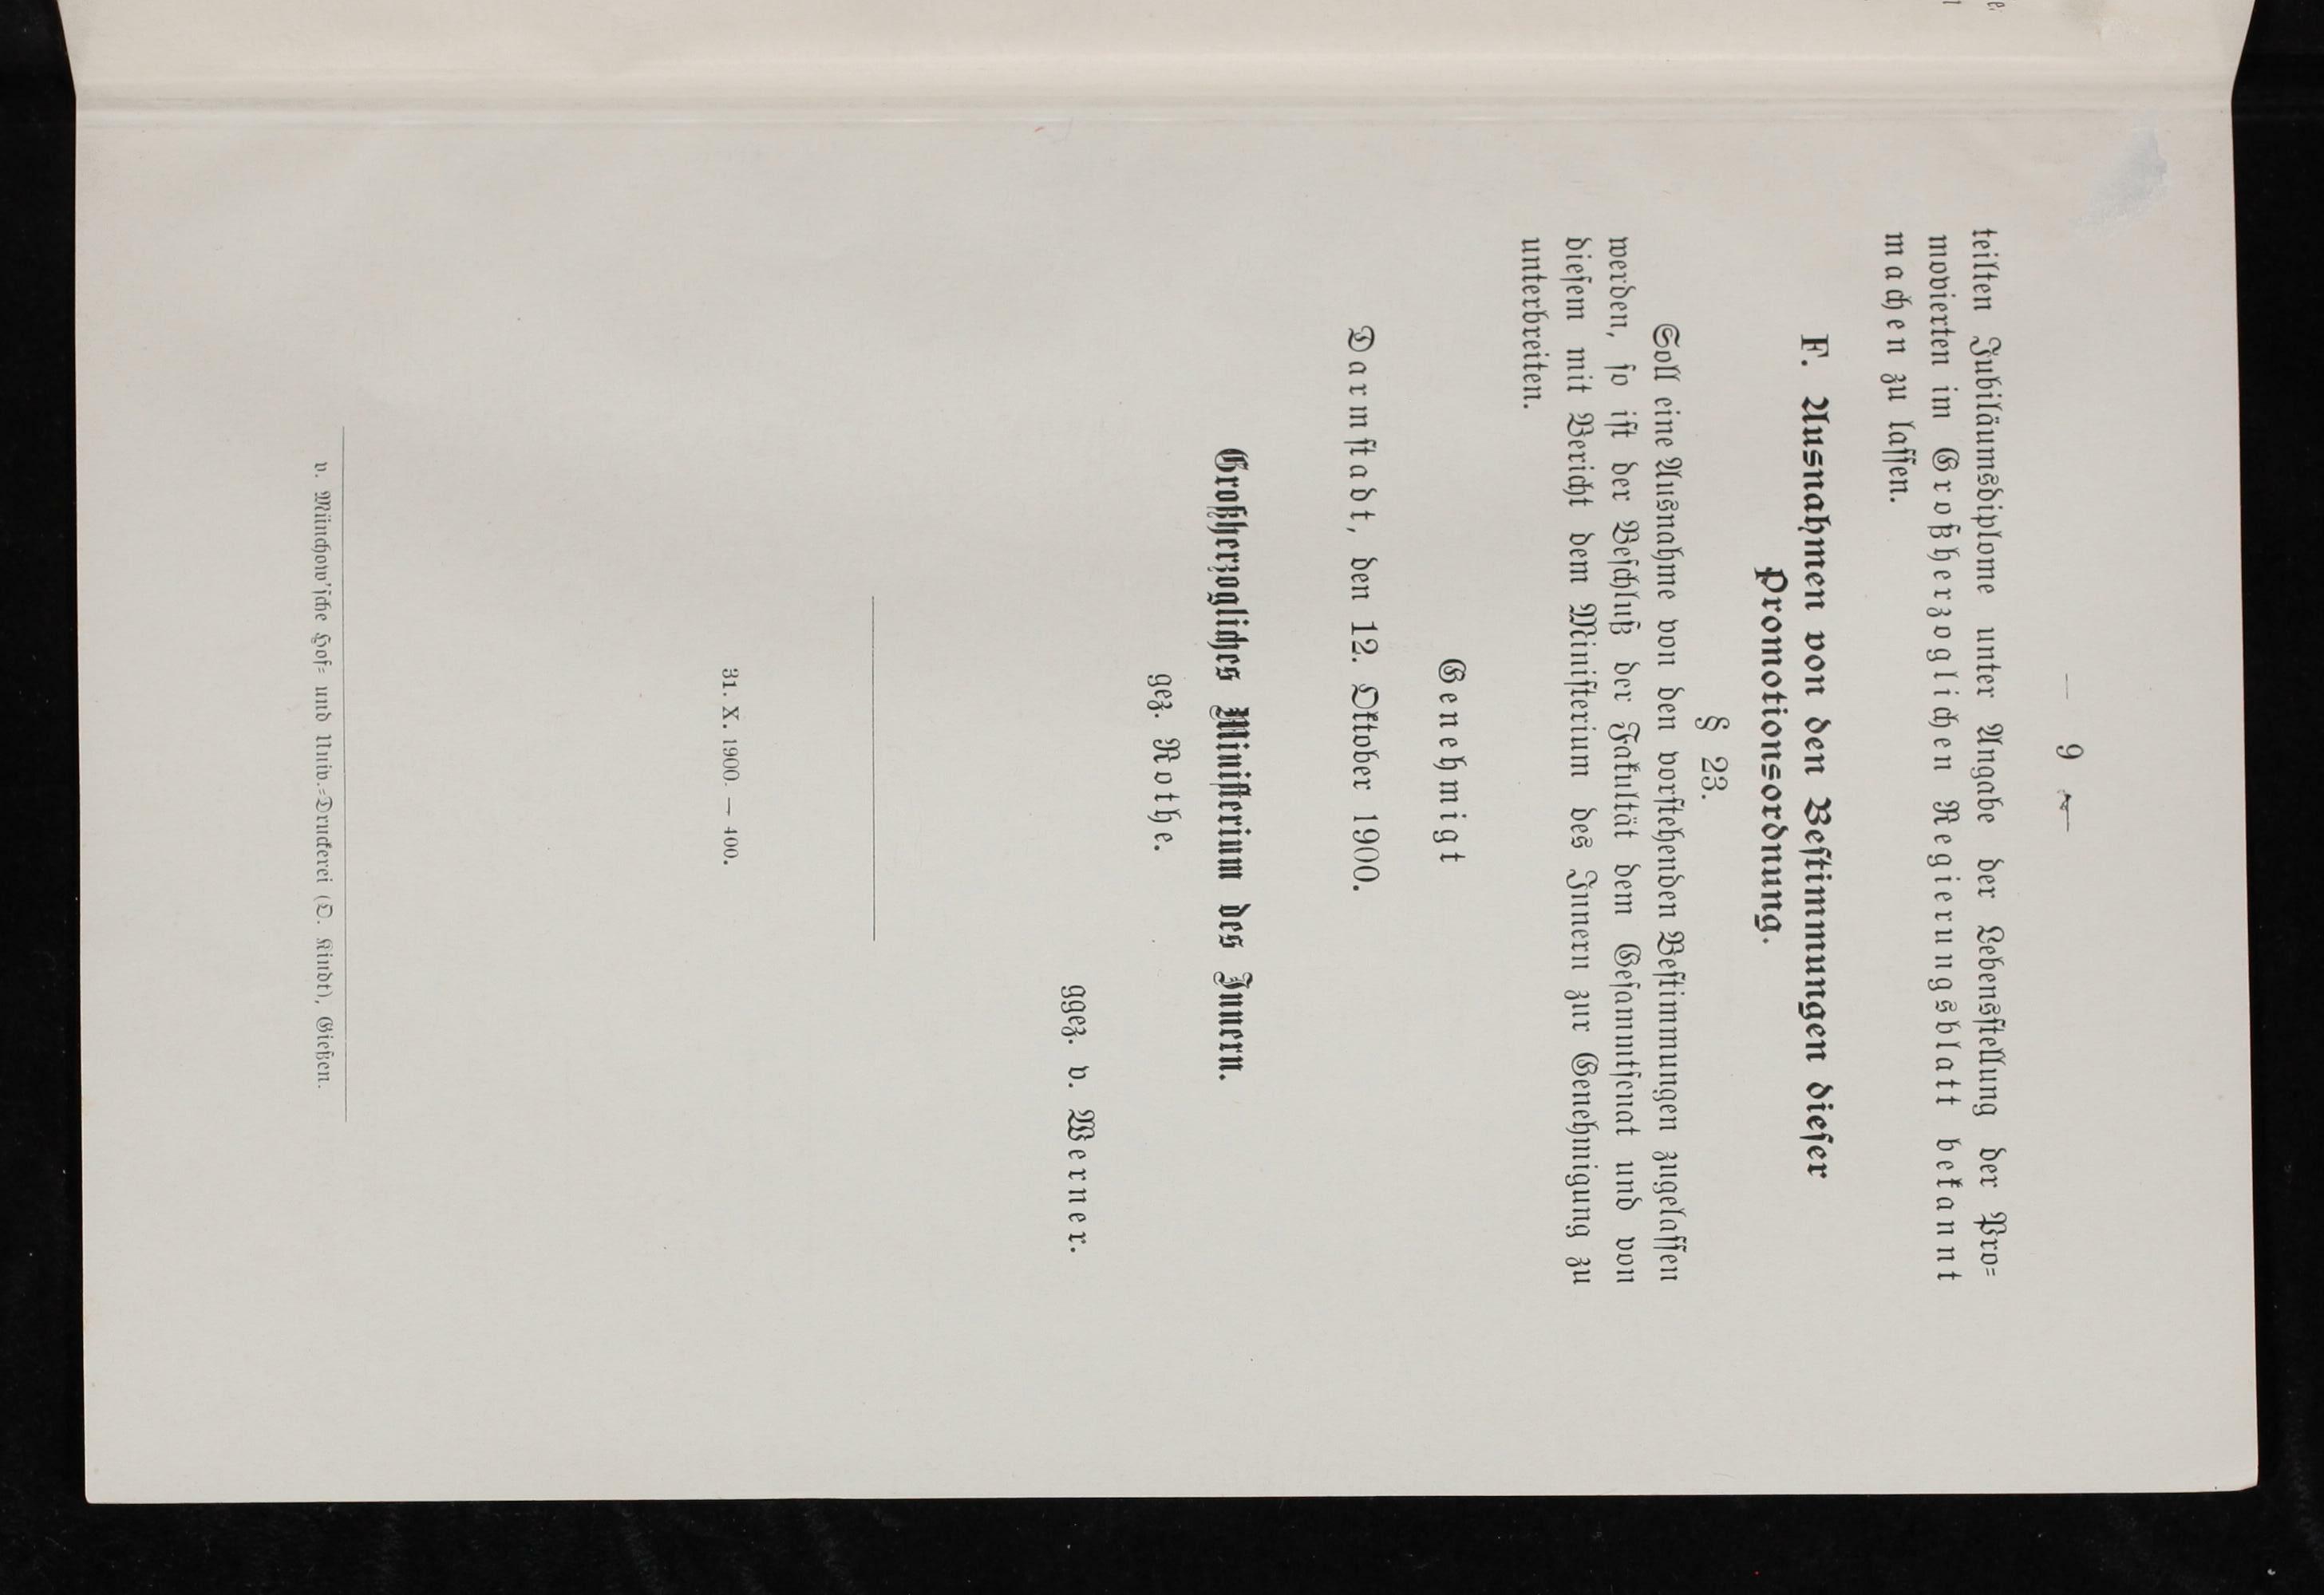 — 9 —
teilten Jubiläumsdiplome unter Angabe der Lebensstellung der Pro-
movierten im Großherzoglichen Regierungsblatt bekannt
machen zu lassen.
F. Ausnahmen von den Bestimmungen dieser
Promotionsordnung.
§ 23.
Soll eine Ausnahme von den vorstehenden Bestimmungen zugelassen
werden, so ist der Beschluß der Fakultät dem Gesammtsenat und von
diesem mit Bericht dem Ministerium des Innern zur Genehmigung zu
unterbreiten.
Genehmigt
Darmstadt, den 12. Oktober 1900.
Großherzogliches Ministerium des Innern.
gez. Rothe.
ggez. v. Werner.
31. X. 1900. — 400.
v. Münchow'sche Hof- und Univ.-Druckerei (O. Kindt), Gießen.